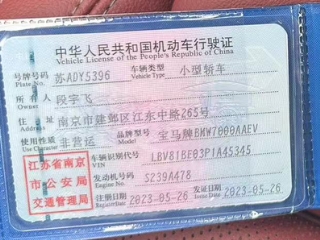 中华人民共和国机动车行驶证
Vehicle License of the People's Republic of China
号牌号码 苏ADY5396 车辆类型 小型轿车
Plate No. Vehicle Type
所有人 段宇飞
Owner
住址 南京市建邺区江东中路265号
Address
使用性质 非营运 品牌型号 宝马牌BMW7000AAEV
Use Character Model
江苏省南京市公安局交通管理局
车辆识别代号 LBV81BE03P1A45345
VIN
发动机号码 S239A478
Engine No.
注册日期 2023-05-26 发证日期 2023-05-26
Register Date Issue Date